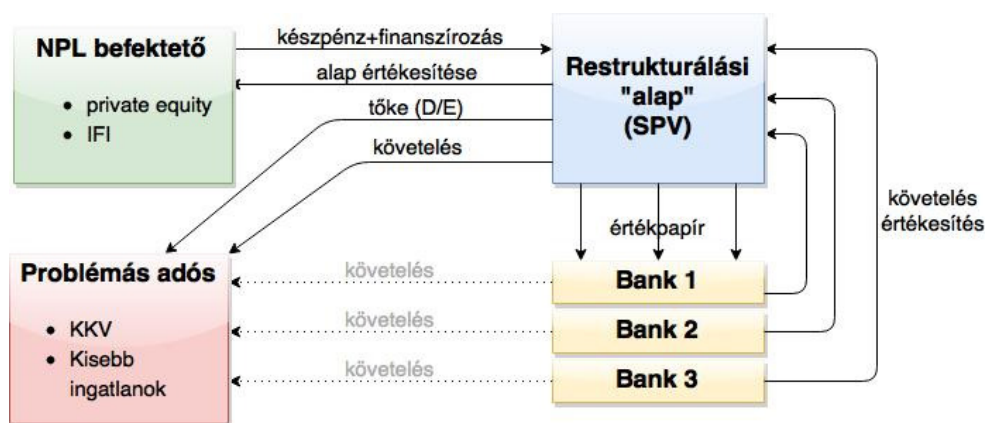 NPL befektető
• private equity
• IFI
készpénz+finanszírozás
alap értékesítése
tőke (D/E)
követelés
Restrukturálási
"alap"
(SPV)
követelés
értékesítés
értékpapír
Problémás adós
• KKV
• Kisebb
ingatlanok
követelés
Bank 1
követelés
Bank 2
követelés
Bank 3